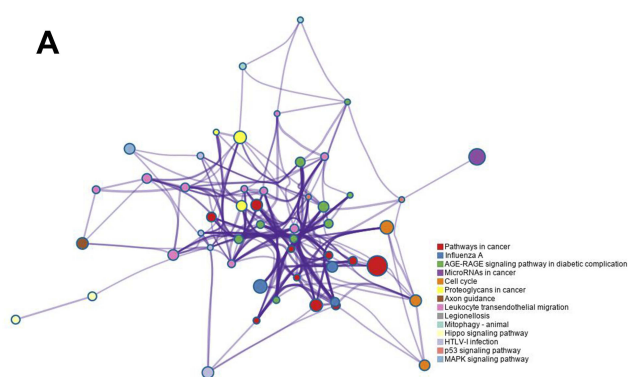 A
Pathways in cancer
Influenza A
AGE-RAGE signaling pathway in diabetic complication
MicroRNAs in cancer
Cell cycle
Proteoglycans in cancer
Axon guidance
Leukocyte transendothelial migration
Legionellosis
Mitophagy - animal
Hippo signaling pathway
HTLV-I infection
p53 signaling pathway
MAPK signaling pathway